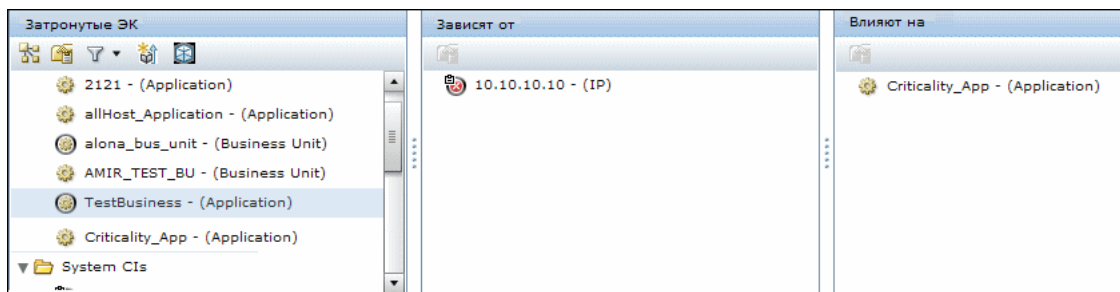 Затронутые ЭК
2121 - (Application)
allHost_Application - (Application)
alona_bus_unit - (Business Unit)
AMIR_TEST_BU - (Business Unit)
TestBusiness - (Application)
Criticality_App - (Application)
System CIs
Зависят от
10.10.10.10 - (IP)
Влияют на
Criticality_App - (Application)